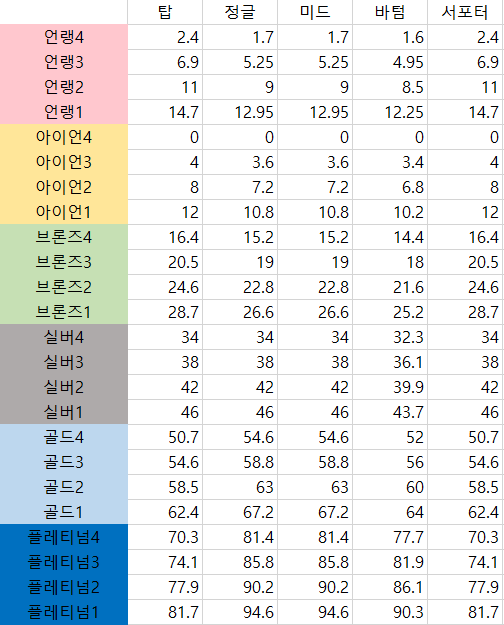 탑 정글 미드 바텀 서포터
언랭4 2.4 1.7 1.7 1.6 2.4
언랭3 6.9 5.25 5.25 4.95 6.9
언랭2 11 9 9 8.5 11
언랭1 14.7 12.95 12.95 12.25 14.7
아이언4 0 0 0 0 0
아이언3 4 3.6 3.6 3.4 4
아이언2 8 7.2 7.2 6.8 8
아이언1 12 10.8 10.8 10.2 12
브론즈4 16.4 15.2 15.2 14.4 16.4
브론즈3 20.5 19 19 18 20.5
브론즈2 24.6 22.8 22.8 21.6 24.6
브론즈1 28.7 26.6 26.6 25.2 28.7
실버4 34 34 34 32.3 34
실버3 38 38 38 36.1 38
실버2 42 42 42 39.9 42
실버1 46 46 46 43.7 46
골드4 50.7 54.6 54.6 52 50.7
골드3 54.6 58.8 58.8 56 54.6
골드2 58.5 63 63 60 58.5
골드1 62.4 67.2 67.2 64 62.4
플레티넘4 70.3 81.4 81.4 77.7 70.3
플레티넘3 74.1 85.8 85.8 81.9 74.1
플레티넘2 77.9 90.2 90.2 86.1 77.9
플레티넘1 81.7 94.6 94.6 90.3 81.7